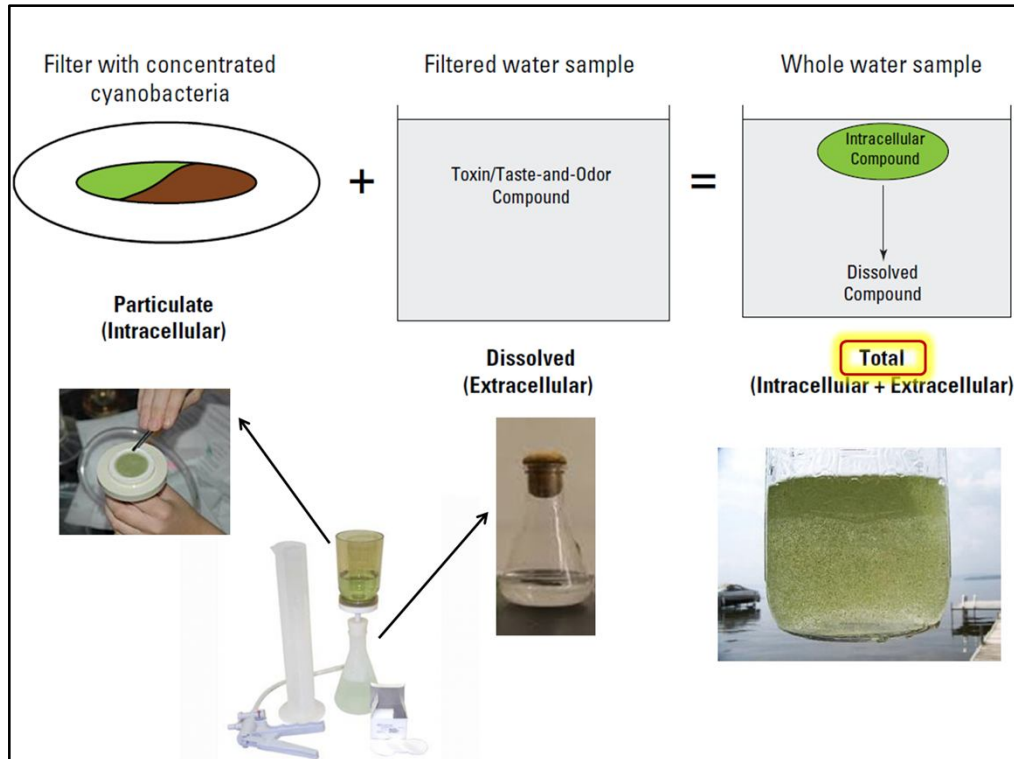 Filter with concentrated
cyanobacteria
+
Filtered water sample
Toxin/Taste-and-Odor
Compound
=
Whole water sample
Intracellular
Compound
Dissolved
Compound
Particulate
(Intracellular)
Dissolved
(Extracellular)
Total
(Intracellular + Extracellular)